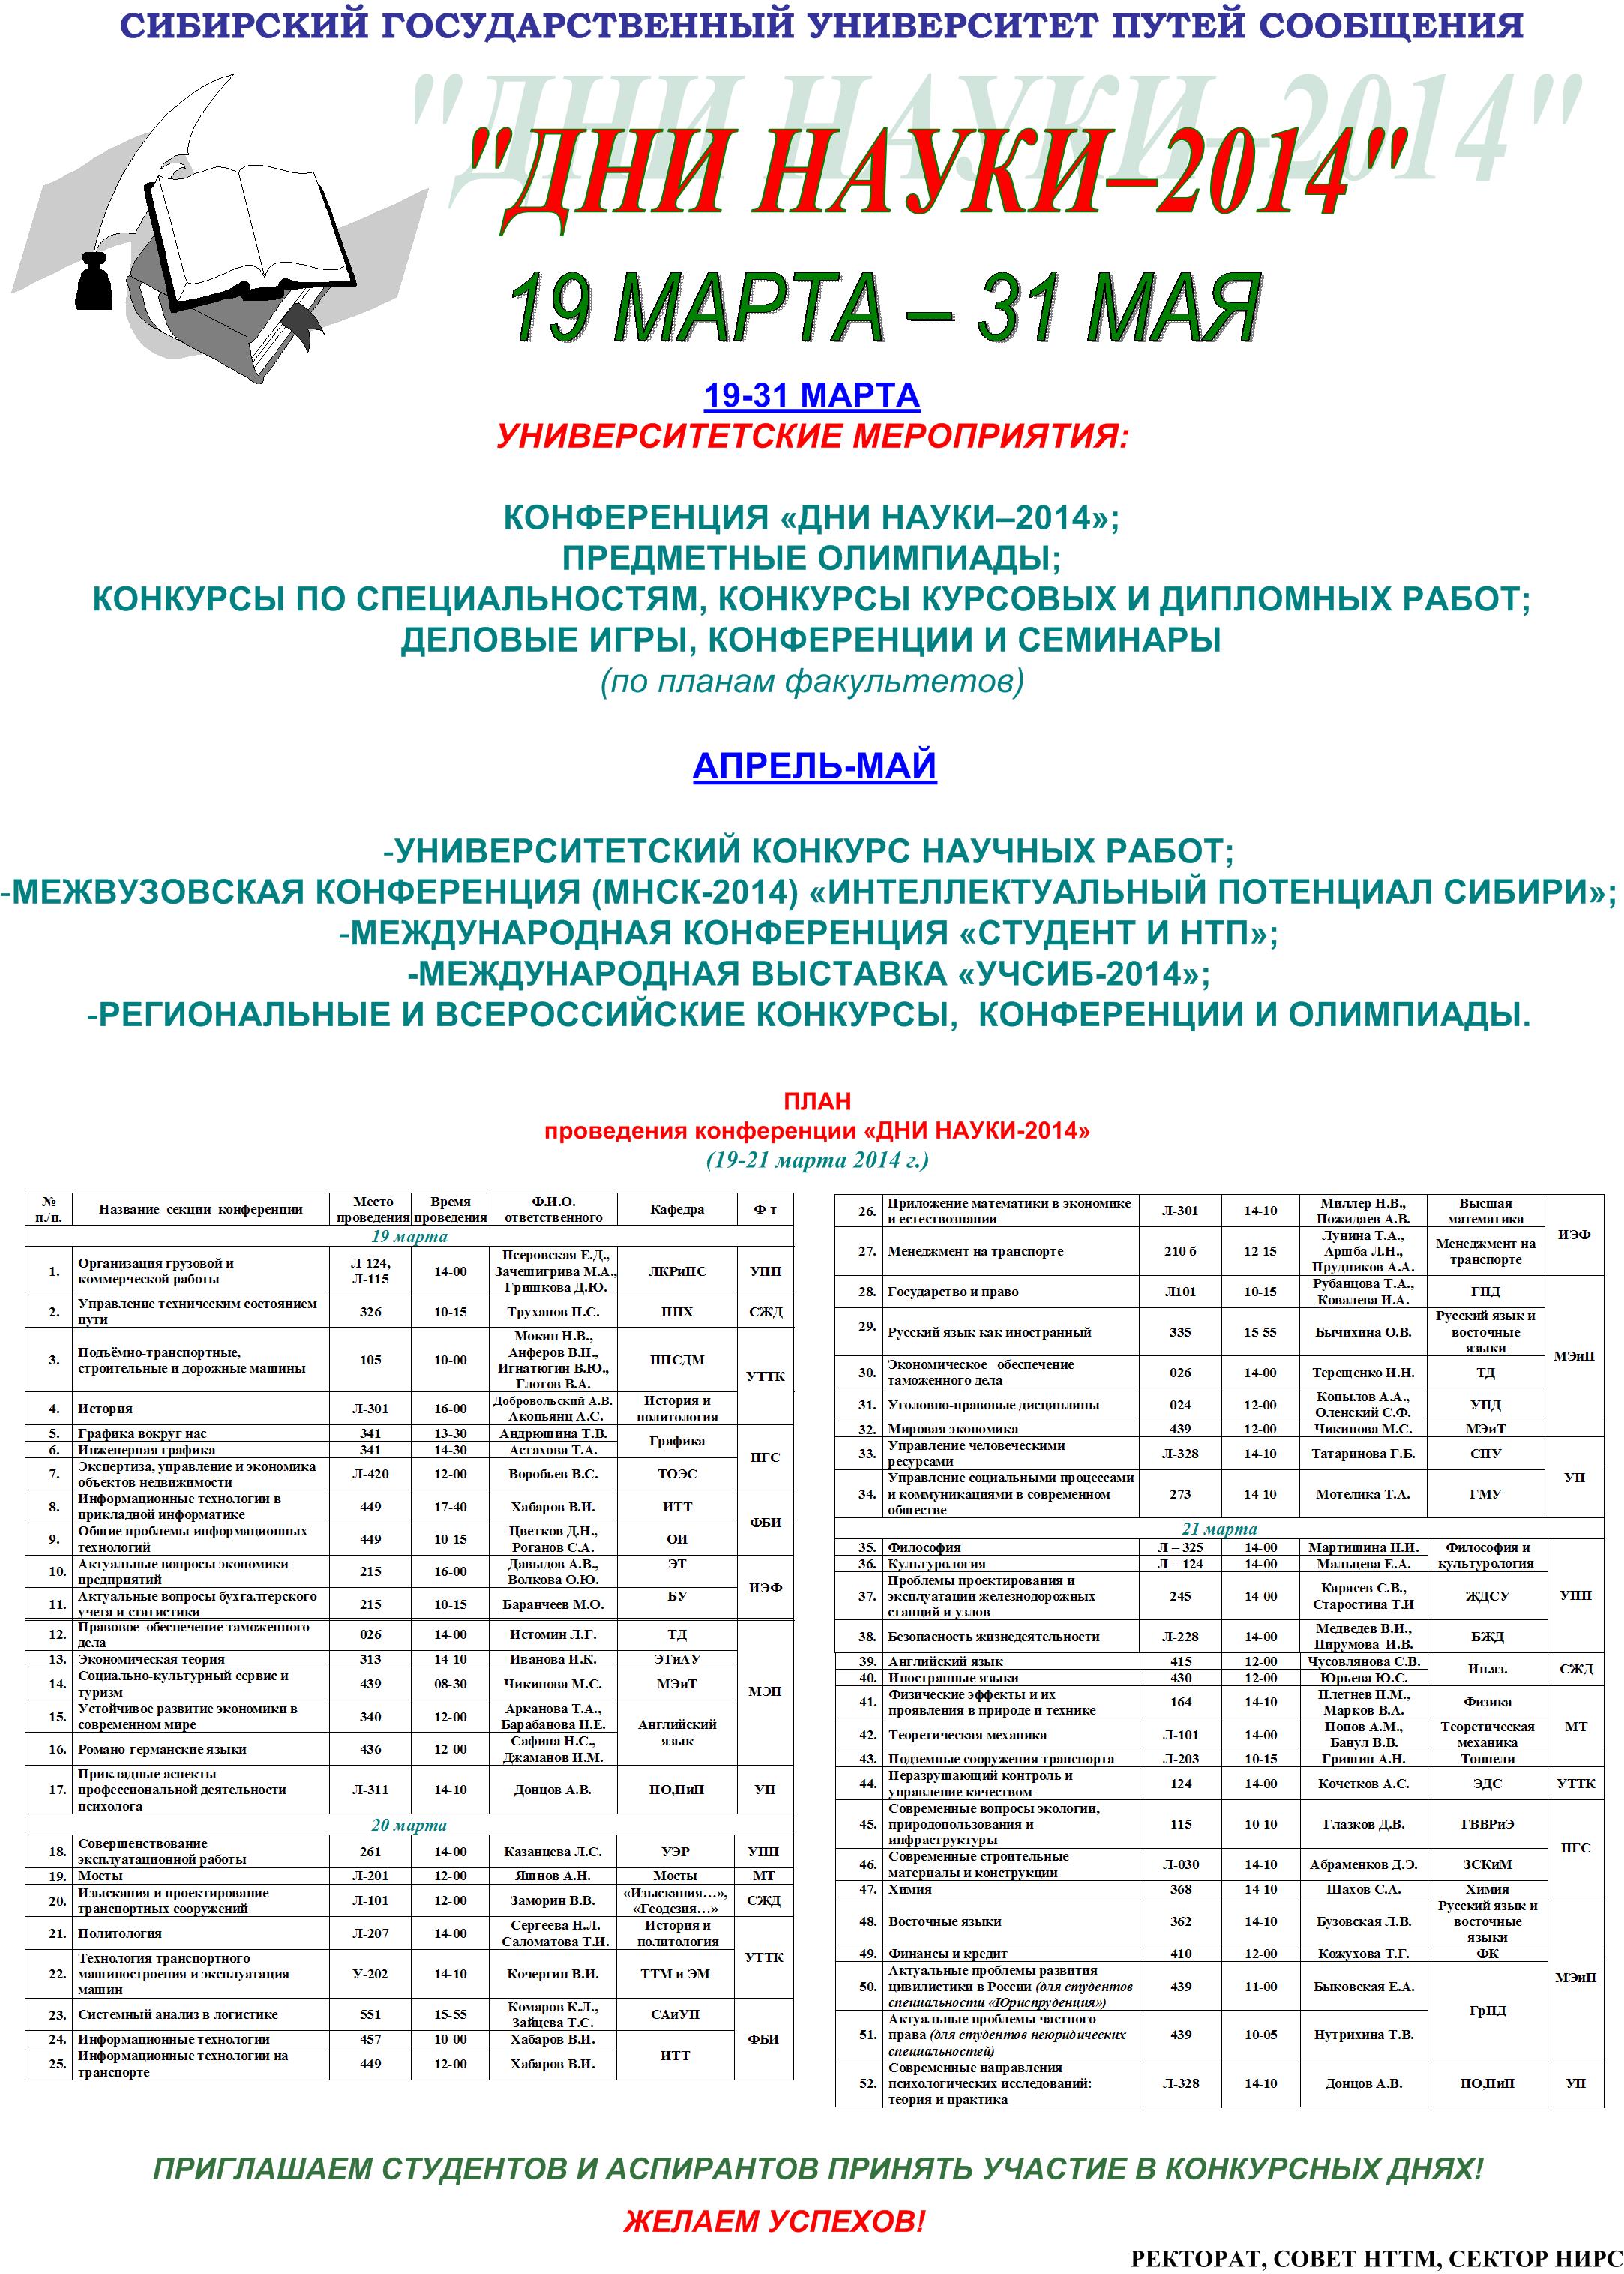 СИБИРСКИЙ ГОСУДАРСТВЕННЫЙ УНИВЕРСИТЕТ ПУТЕЙ СООБЩЕНИЯ
"ДНИ НАУКИ–2014"
19 МАРТА – 31 МАЯ
19-31 МАРТА
УНИВЕРСИТЕТСКИЕ МЕРОПРИЯТИЯ:
КОНФЕРЕНЦИЯ «ДНИ НАУКИ–2014»;
ПРЕДМЕТНЫЕ ОЛИМПИАДЫ;
КОНКУРСЫ ПО СПЕЦИАЛЬНОСТЯМ, КОНКУРСЫ КУРСОВЫХ И ДИПЛОМНЫХ РАБОТ;
ДЕЛОВЫЕ ИГРЫ, КОНФЕРЕНЦИИ И СЕМИНАРЫ
(по планам факультетов)
АПРЕЛЬ-МАЙ
-УНИВЕРСИТЕТСКИЙ КОНКУРС НАУЧНЫХ РАБОТ;
-МЕЖВУЗОВСКАЯ КОНФЕРЕНЦИЯ (МНСК-2014) «ИНТЕЛЛЕКТУАЛЬНЫЙ ПОТЕНЦИАЛ СИБИРИ»;
-МЕЖДУНАРОДНАЯ КОНФЕРЕНЦИЯ «СТУДЕНТ И НТП»;
-МЕЖДУНАРОДНАЯ ВЫСТАВКА «УЧСИБ-2014»;
-РЕГИОНАЛЬНЫЕ И ВСЕРОССИЙСКИЕ КОНКУРСЫ, КОНФЕРЕНЦИИ И ОЛИМПИАДЫ.
ПЛАН
проведения конференции «ДНИ НАУКИ-2014»
(19-21 марта 2014 г.)
№ п./п. Название секции конференции Место проведения Время проведения Ф.И.О. ответственного Кафедра Ф-т
19 марта
1. Организация грузовой и коммерческой работы Л-124, Л-115 14-00 Псеровская Е.Д., Зачешигрива М.А., Гришкова Д.Ю. ЛКРиПС УПП
2. Управление техническим состоянием пути 326 10-15 Труханов П.С. ППХ СЖД
3. Подъёмно-транспортные, строительные и дорожные машины 105 10-00 Мокин Н.В., Анферов В.Н., Игнатюгин В.Ю., Глотов В.А. ППСДМ УТТК
4. История Л-301 16-00 Добровольский А.В. Акопьянц А.С. История и политология
5. Графика вокруг нас 341 13-30 Андрюшина Т.В. Графика ПГС
6. Инженерная графика 341 14-30 Астахова Т.А.
7. Экспертиза, управление и экономика объектов недвижимости Л-420 12-00 Воробьев В.С. ТОЭС
8. Информационные технологии в прикладной информатике 449 17-40 Хабаров В.И. ИТТ ФБИ
9. Общие проблемы информационных технологий 449 10-15 Цветков Д.Н., Роганов С.А. ОИ
10. Актуальные вопросы экономики предприятий 215 16-00 Давыдов А.В., Волкова О.Ю. ЭТ ИЭФ
11. Актуальные вопросы бухгалтерского учета и статистики 215 10-15 Баранчеев М.О. БУ
12. Правовое обеспечение таможенного дела 026 14-00 Истомин Л.Г. ТД МЭП
13. Экономическая теория 313 14-10 Иванова И.К. ЭТиАУ
14. Социально-культурный сервис и туризм 439 08-30 Чикинова М.С. МЭиТ
15. Устойчивое развитие экономики в современном мире 340 12-00 Арканова Т.А., Барабанова Н.Е. Английский язык
16. Романо-германские языки 436 12-00 Сафина Н.С., Джаманов И.М.
17. Прикладные аспекты профессиональной деятельности психолога Л-311 14-10 Донцов А.В. ПО,ПиП УП
20 марта
18. Совершенствование эксплуатационной работы 261 14-00 Казанцева Л.С. УЭР УПП
19. Мосты Л-201 12-00 Яшнов А.Н. Мосты МТ
20. Изыскания и проектирование транспортных сооружений Л-101 12-00 Заморин В.В. «Изыскания…», «Геодезия…» СЖД
21. Политология Л-207 14-00 Сергеева Н.Л. Саломатова Т.И. История и политология УТТК
22. Технология транспортного машиностроения и эксплуатация машин У-202 14-10 Кочергин В.И. ТТМ и ЭМ
23. Системный анализ в логистике 551 15-55 Комаров К.Л., Зайцева Т.С. САиУП ФБИ
24. Информационные технологии 457 10-00 Хабаров В.И. ИТТ
25. Информационные технологии на транспорте 449 12-00 Хабаров В.И.
26. Приложение математики в экономике и естествознании Л-301 14-10 Миллер Н.В., Пожидаев А.В. Высшая математика ИЭФ
27. Менеджмент на транспорте 210 б 12-15 Лунина Т.А., Аршба Л.Н., Прудников А.А. Менеджмент на транспорте
28. Государство и право Л101 10-15 Рубанцова Т.А., Ковалева И.А. ГПД МЭиП
29. Русский язык как иностранный 335 15-55 Бычихина О.В. Русский язык и восточные языки
30. Экономическое обеспечение таможенного дела 026 14-00 Терещенко И.Н. ТД
31. Уголовно-правовые дисциплины 024 12-00 Копылов А.А., Оленский С.Ф. УПД
32. Мировая экономика 439 12-00 Чикинова М.С. МЭиТ
33. Управление человеческими ресурсами Л-328 14-10 Татаринова Г.Б. СПУ УП
34. Управление социальными процессами и коммуникациями в современном обществе 273 14-10 Мотелика Т.А. ГМУ
21 марта
35. Философия Л – 325 14-00 Мартишина Н.И. Философия и культурология УПП
36. Культурология Л – 124 14-00 Мальцева Е.А.
37. Проблемы проектирования и эксплуатации железнодорожных станций и узлов 245 14-00 Карасев С.В., Старостина Т.И ЖДСУ
38. Безопасность жизнедеятельности Л-228 14-00 Медведев В.И., Пирумова И.В. БЖД
39. Английский язык 415 12-00 Чусовлянова С.В. Ин.яз. СЖД
40. Иностранные языки 430 12-00 Юрьева Ю.С.
41. Физические эффекты и их проявления в природе и технике 164 14-10 Плетнев П.М., Марков В.А. Физика МТ
42. Теоретическая механика Л-101 14-00 Попов А.М., Банул В.В. Теоретическая механика
43. Подземные сооружения транспорта Л-203 10-15 Гришин А.Н. Тоннели
44. Неразрушающий контроль и управление качеством 124 14-00 Кочетков А.С. ЭДС УТТК
45. Современные вопросы экологии, природопользования и инфраструктуры 115 10-10 Глазков Д.В. ГВВРиЭ ПГС
46. Современные строительные материалы и конструкции Л-030 14-10 Абраменков Д.Э. ЗСКиМ
47. Химия 368 14-10 Шахов С.А. Химия
48. Восточные языки 362 14-10 Бузовская Л.В. Русский язык и восточные языки МЭиП
49. Финансы и кредит 410 12-00 Кожухова Т.Г. ФК
50. Актуальные проблемы развития цивилистики в России (для студентов специальности «Юриспруденция») 439 11-00 Быковская Е.А. ГрПД
51. Актуальные проблемы частного права (для студентов неюридических специальностей) 439 10-05 Нутрихина Т.В.
52. Современные направления психологических исследований: теория и практика Л-328 14-10 Донцов А.В. ПО,ПиП УП
ПРИГЛАШАЕМ СТУДЕНТОВ И АСПИРАНТОВ ПРИНЯТЬ УЧАСТИЕ В КОНКУРСНЫХ ДНЯХ!
ЖЕЛАЕМ УСПЕХОВ!
РЕКТОРАТ, СОВЕТ НТТМ, СЕКТОР НИРС